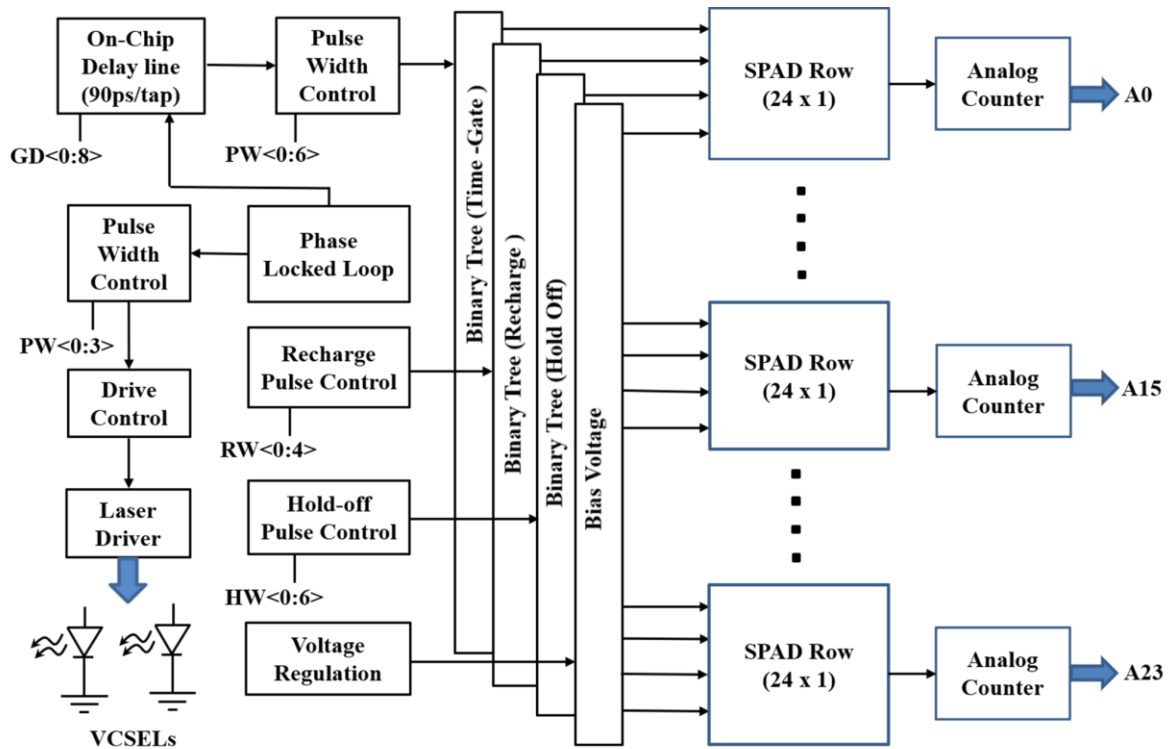 On-Chip
Delay line
(90ps/tap)
GD<0:8>
Pulse
Width
Control
PW<0:6>
Pulse
Width
Control
PW<0:3>
Phase
Locked Loop
Drive
Control
Laser
Driver
VCSELs
Recharge
Pulse Control
RW<0:4>
Hold-off
Pulse Control
HW<0:6>
Voltage
Regulation
Binary Tree (Time -Gate)
Binary Tree (Recharge )
Binary Tree (Hold Off)
Bias Voltage
SPAD Row
(24 x 1)
Analog
Counter
A0
SPAD Row
(24 x 1)
Analog
Counter
A15
SPAD Row
(24 x 1)
Analog
Counter
A23